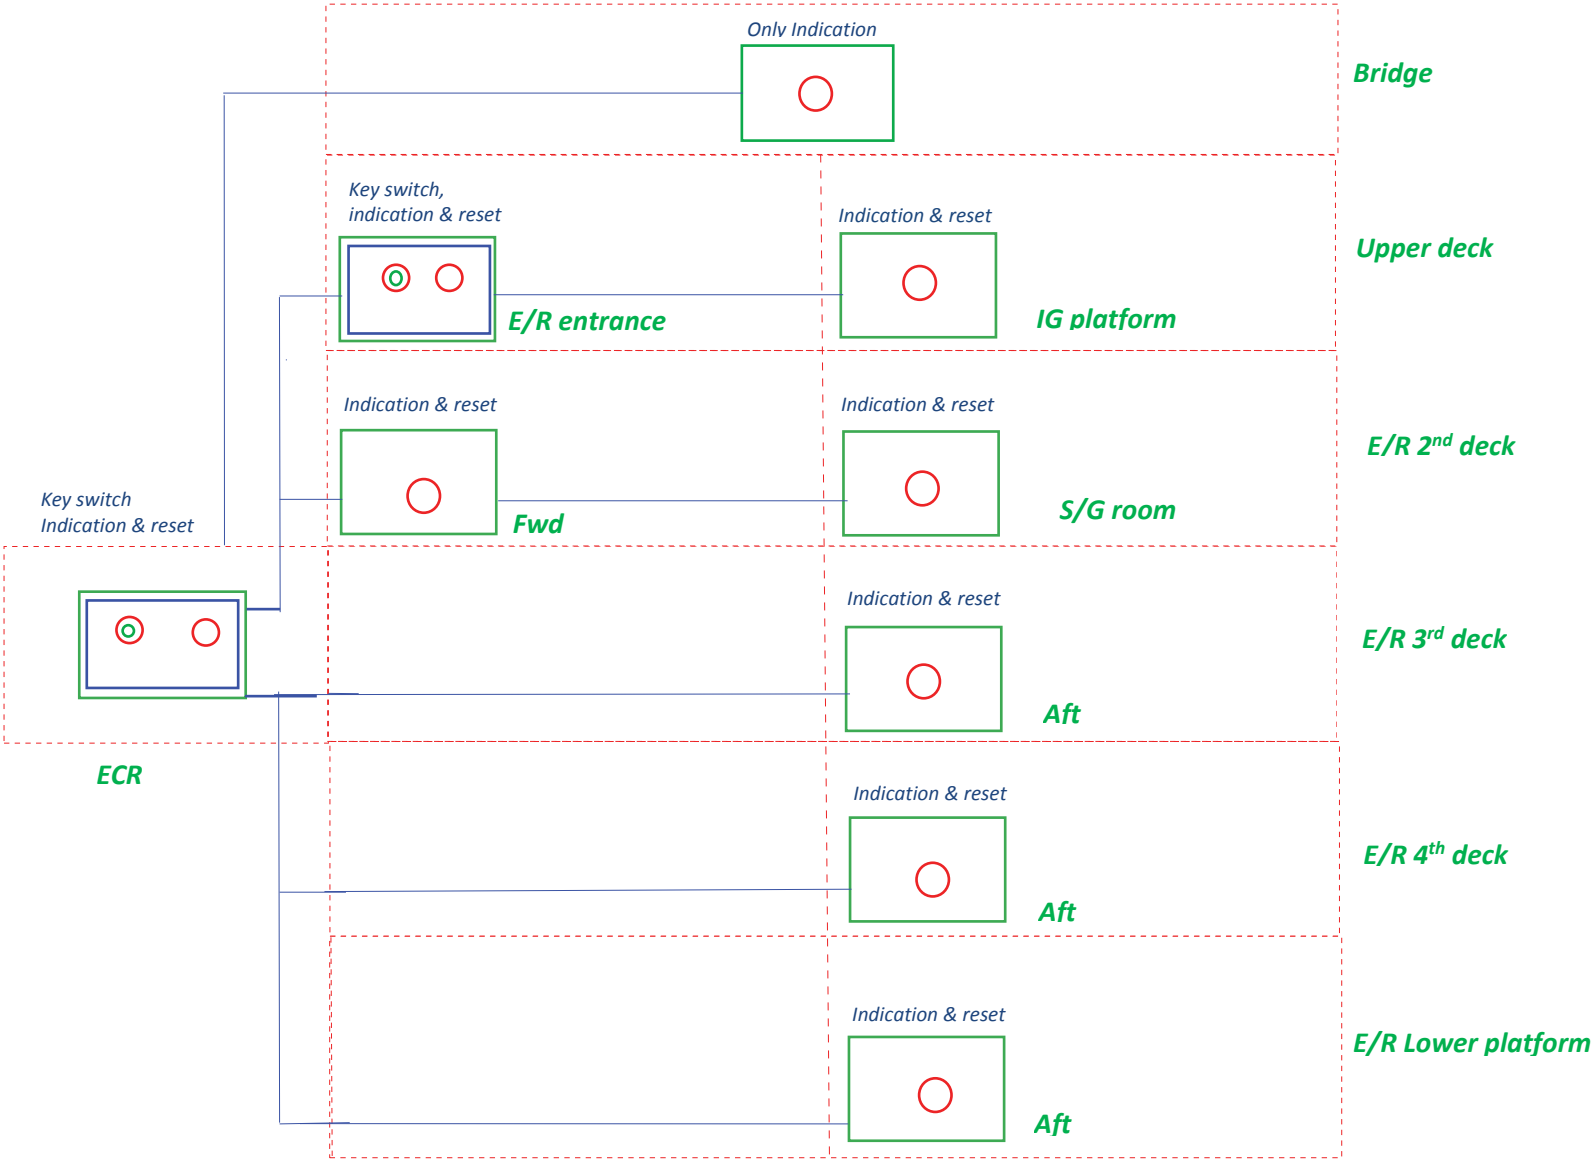 Only Indication
Bridge
Key switch,
indication & reset
Indication & reset
Upper deck
E/R entrance
IG platform
Indication & reset
Indication & reset
E/R 2nd deck
Fwd
S/G room
Key switch
Indication & reset
Indication & reset
E/R 3rd deck
Aft
ECR
Indication & reset
E/R 4th deck
Aft
Indication & reset
E/R Lower platform
Aft